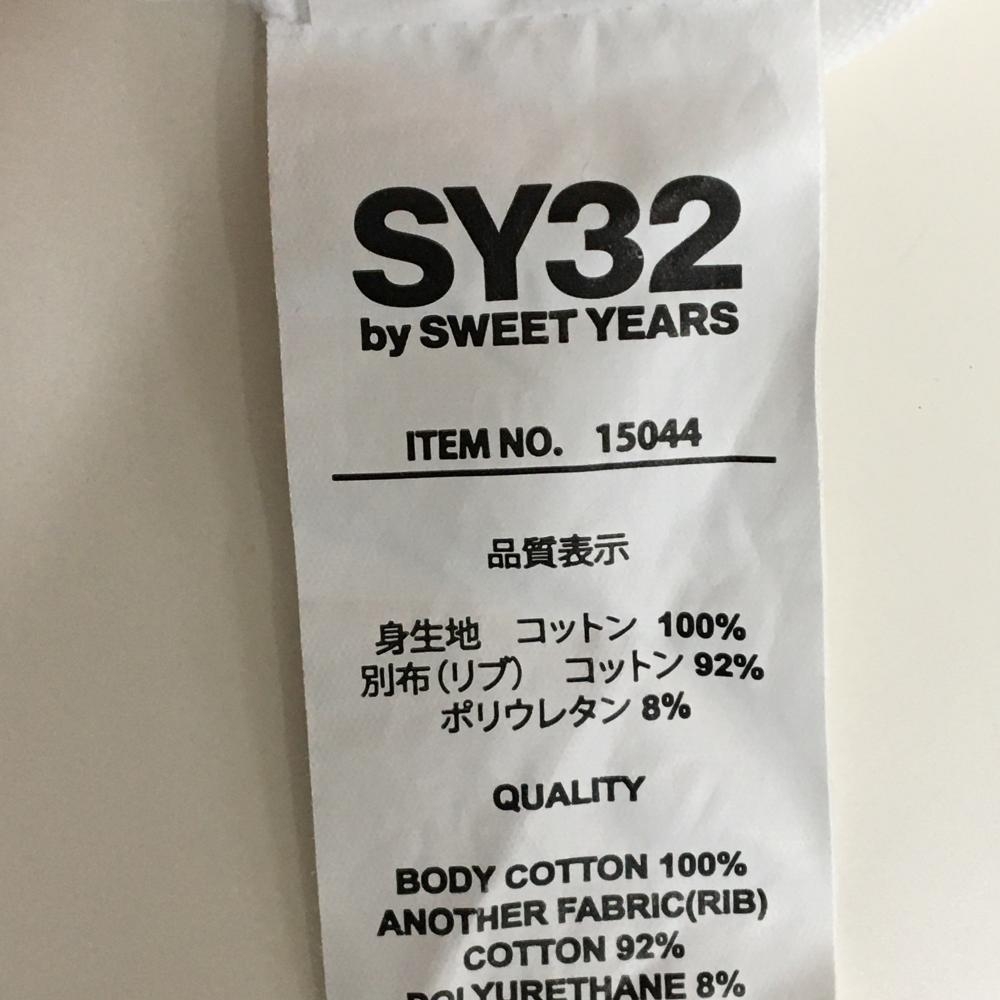 SY32
by SWEET YEARS
ITEM NO. 15044
品質表示
身生地 コットン 100%
別布(リブ) コットン 92%
ポリウレタン 8%
QUALITY
BODY COTTON 100%
ANOTHER FABRIC(RIB)
COTTON 92%
POLYURETHANE 8%